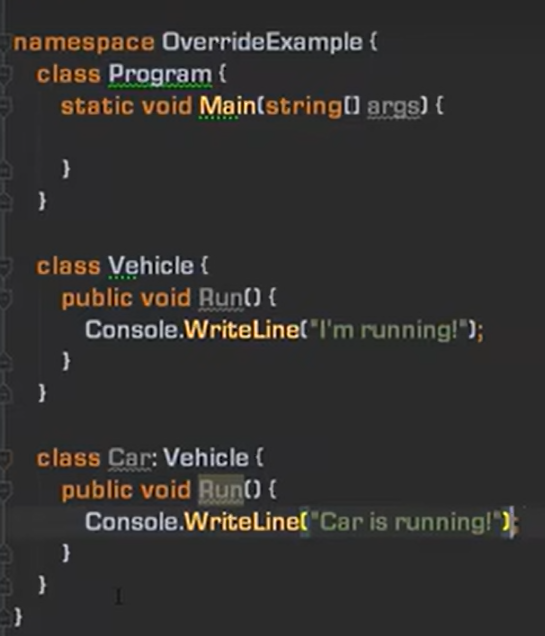 namespace OverrideExample {
class Program {
static void Main(string[] args) {
}
}
class Vehicle {
public void Run() {
Console.WriteLine("I'm running!");
}
}
class Car: Vehicle {
public void Run() {
Console.WriteLine("Car is running!");
}
}
}